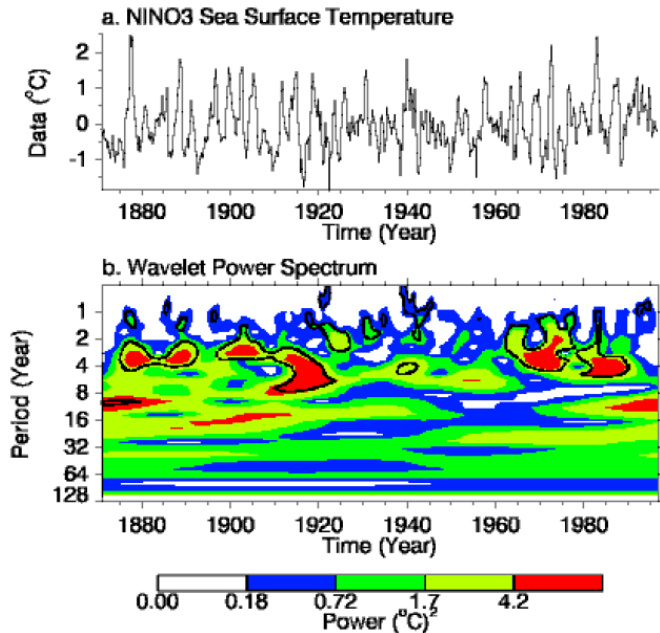 a. NINO3 Sea Surface Temperature
Data (°C)
2
1
0
-1
1880 1900 1920 1940 1960 1980
Time (Year)
b. Wavelet Power Spectrum
Period (Year)
1
2
4
8
16
32
64
128
1880 1900 1920 1940 1960 1980
Time (Year)
0.00 0.18 0.72 1.7 4.2
Power (°C)²